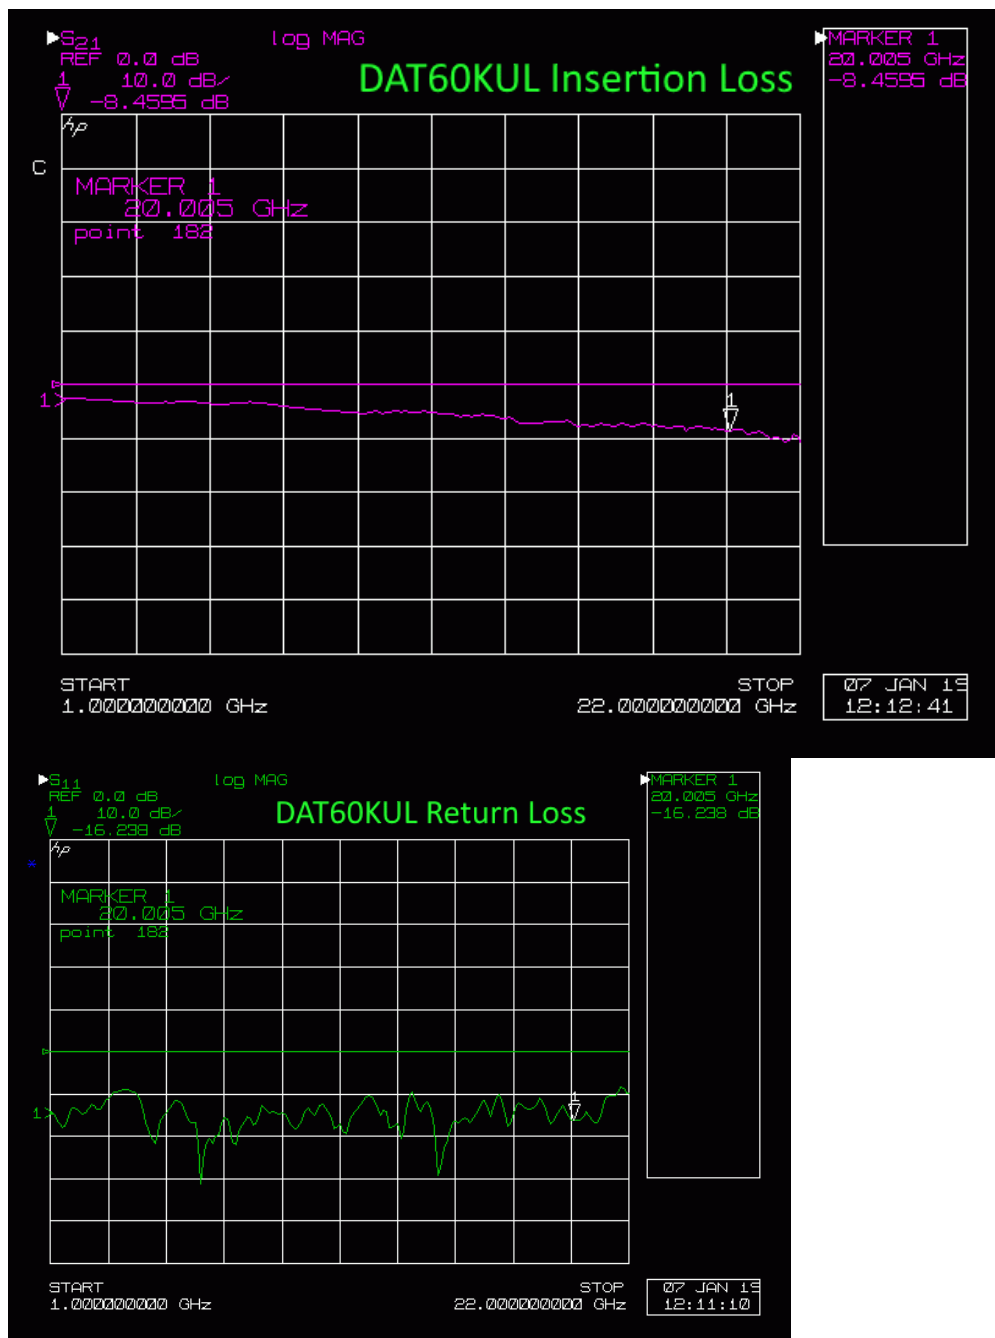 S21 log MAG
REF 0.0 dB
1 10.0 dB/
-8.4595 dB
DAT60KUL Insertion Loss
MARKER 1
20.005 GHz
-8.4595 dB
hp
C
MARKER 1
20.005 GHz
point 182
1
1
START
1.000000000 GHz
STOP
22.000000000 GHz
07 JAN 19
12:12:41
S11 log MAG
REF 0.0 dB
1 10.0 dB/
-16.238 dB
DAT60KUL Return Loss
MARKER 1
20.005 GHz
-16.238 dB
hp
*
MARKER 1
20.005 GHz
point 182
1
1
START
1.000000000 GHz
STOP
22.000000000 GHz
07 JAN 19
12:11:10